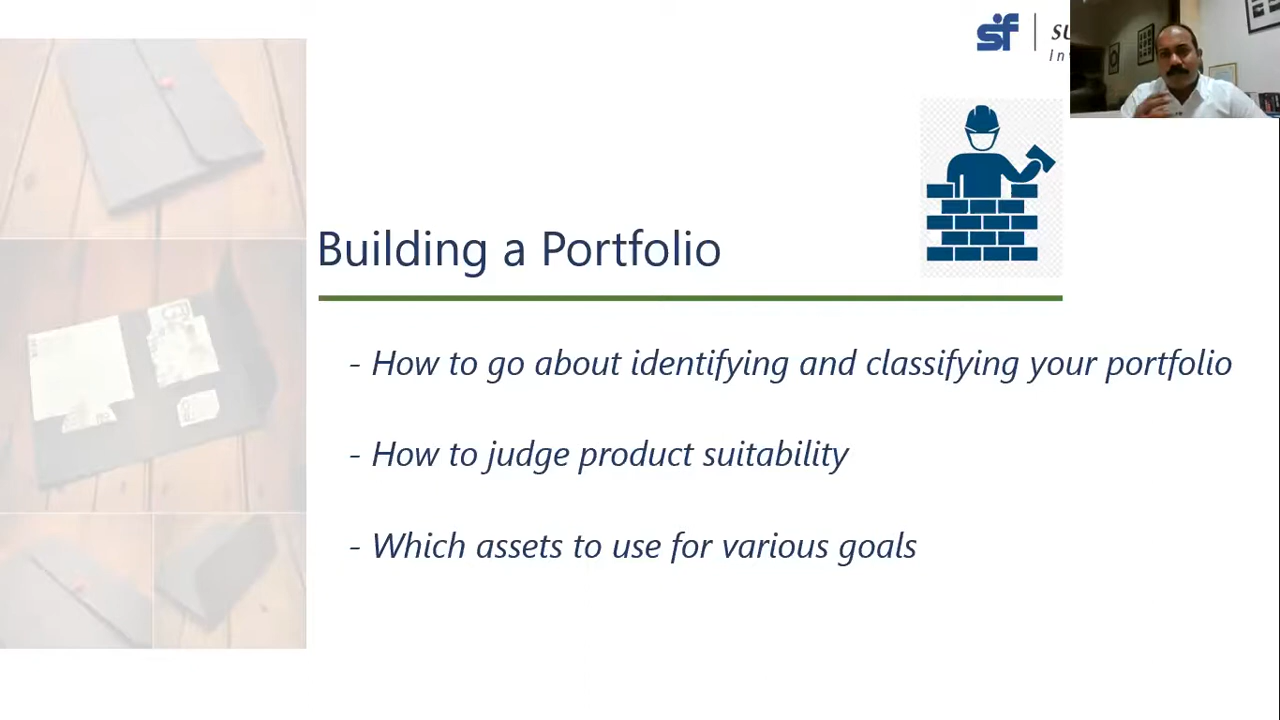 sf
Building a Portfolio
- How to go about identifying and classifying your portfolio
- How to judge product suitability
- Which assets to use for various goals